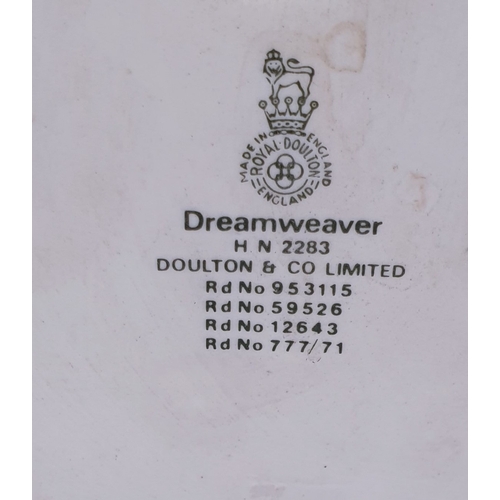 MADE IN ENGLAND
ROYAL DOULTON
ENGLAND
Dreamweaver
H N 2283
DOULTON & CO LIMITED
Rd No 953115
Rd No 59526
Rd No 12643
Rd No 777/71